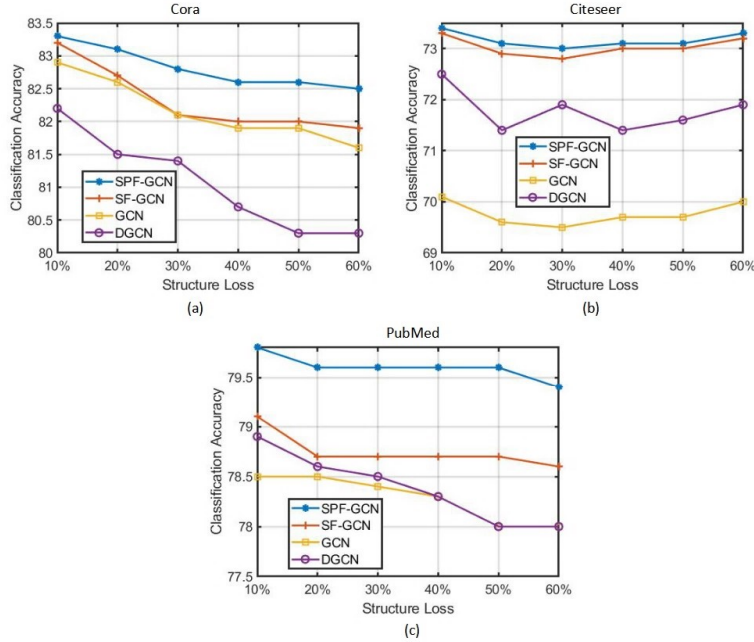 Cora
Classification Accuracy
83.5
83
82.5
82
81.5
81
80.5
80
SPF-GCN
SF-GCN
GCN
DGCN
10% 20% 30% 40% 50% 60%
Structure Loss
(a)
Citeseer
Classification Accuracy
73
72
71
70
69
SPF-GCN
SF-GCN
GCN
DGCN
10% 20% 30% 40% 50% 60%
Structure Loss
(b)
PubMed
Classification Accuracy
79.5
79
78.5
78
77.5
SPF-GCN
SF-GCN
GCN
DGCN
10% 20% 30% 40% 50% 60%
Structure Loss
(c)